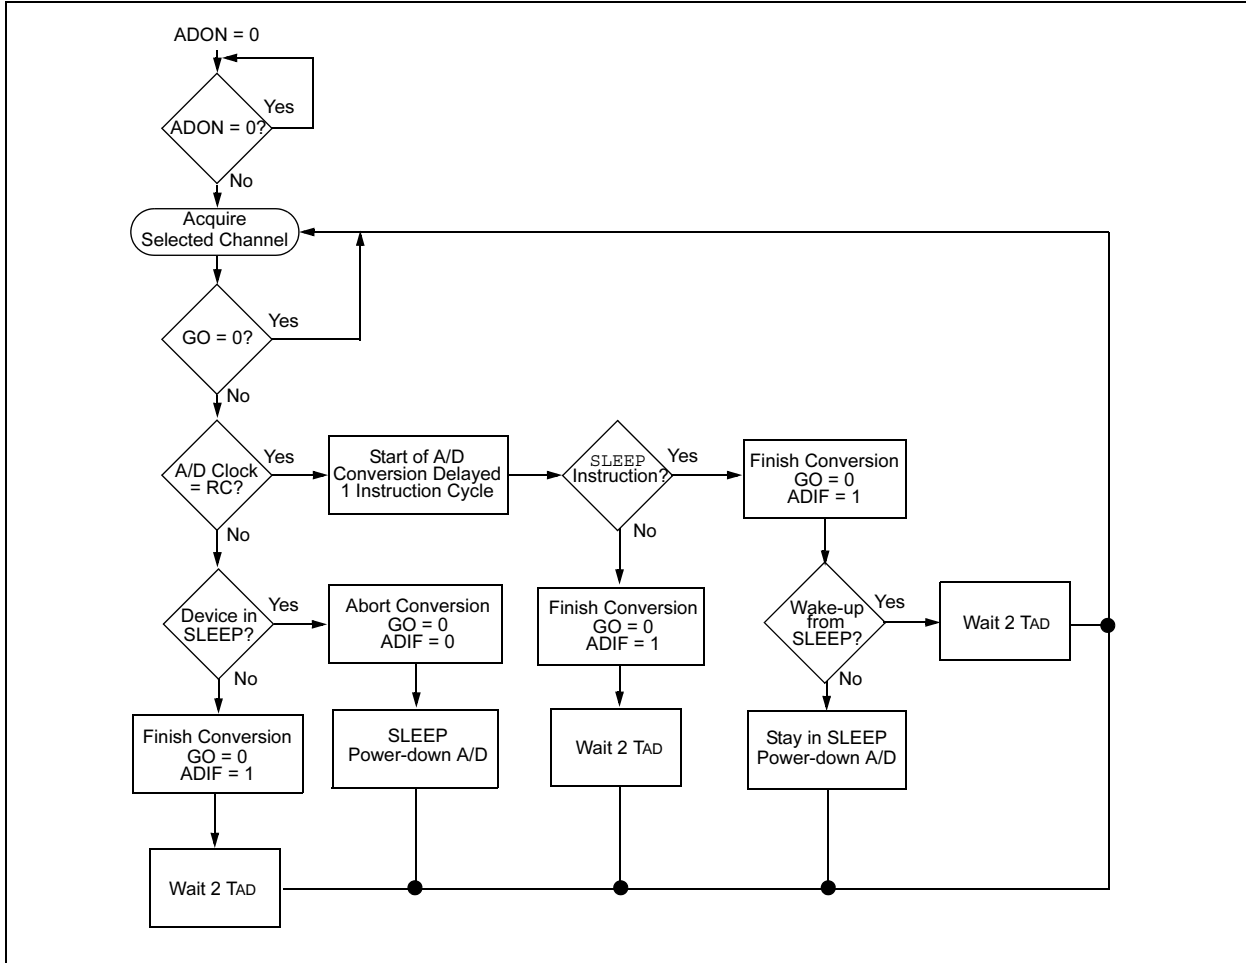 ADON = 0
Yes
ADON = 0?
No
Acquire
Selected Channel
Yes
GO = 0?
No
A/D Clock
= RC?
Yes
Start of A/D
Conversion Delayed
1 Instruction Cycle
SLEEP
Instruction?
Yes
Finish Conversion
GO = 0
ADIF = 1
No
No
Device in
SLEEP?
Yes
Abort Conversion
GO = 0
ADIF = 0
Finish Conversion
GO = 0
ADIF = 1
Wake-up
from
SLEEP?
Yes
Wait 2 TAD
No
No
Finish Conversion
GO = 0
ADIF = 1
SLEEP
Power-down A/D
Wait 2 TAD
Stay in SLEEP
Power-down A/D
Wait 2 TAD